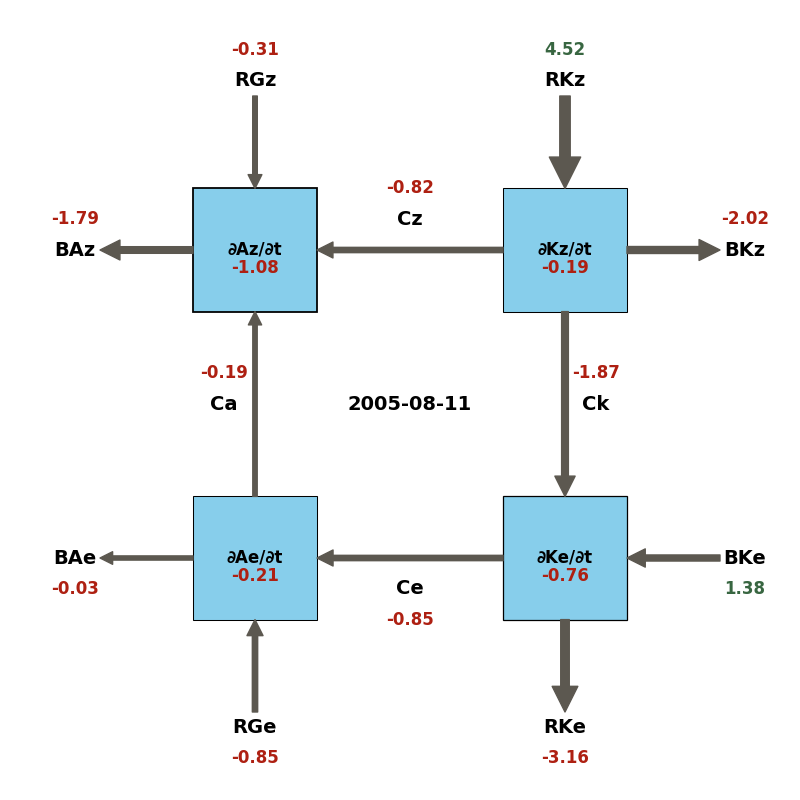 -0.31
RGz
4.52
RKz
-0.82
Cz
-1.79
BAz
∂Az/∂t
-1.08
∂Kz/∂t
-0.19
-2.02
BKz
-0.19
Ca
2005-08-11
-1.87
Ck
BAe
-0.03
∂Ae/∂t
-0.21
Ce
-0.85
∂Ke/∂t
-0.76
BKe
1.38
RGe
-0.85
RKe
-3.16